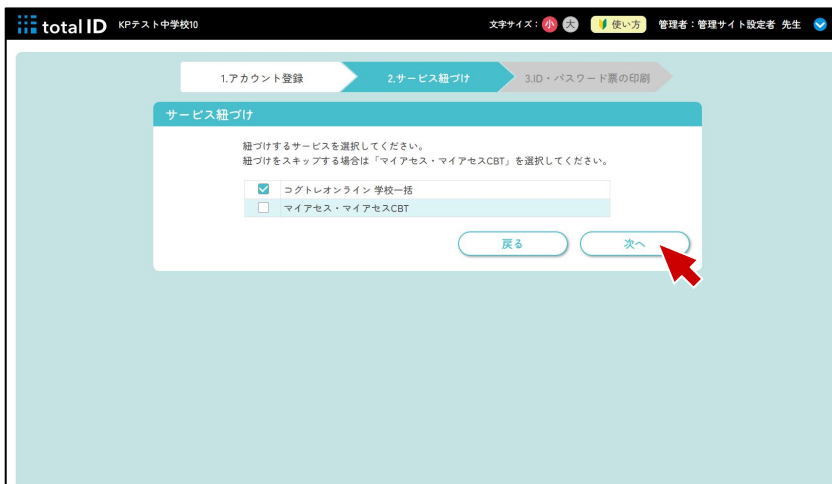 total ID KPテスト中学校10 文字サイズ：小 大 使い方 管理者：管理サイト設定者 先生
1.アカウント登録 2.サービス紐づけ 3.ID・パスワード票の印刷
サービス紐づけ
紐づけするサービスを選択してください。
紐づけをスキップする場合は「マイアセス・マイアセスCBT」を選択してください。
コグトレオンライン 学校一括
マイアセス・マイアセスCBT
戻る 次へ